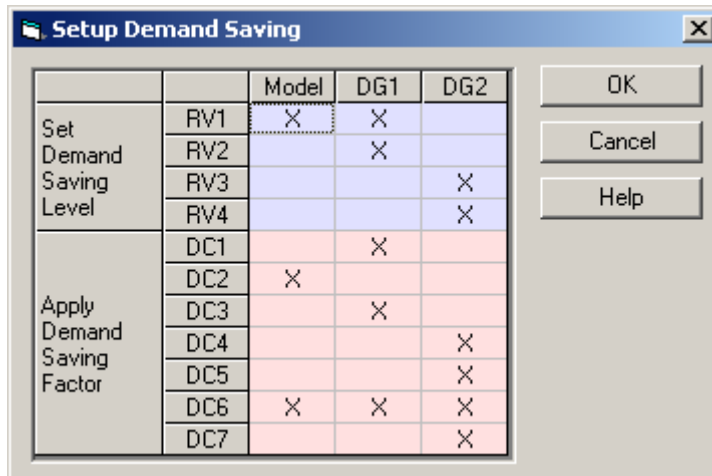 Setup Demand Saving
Model DG1 DG2
Set Demand Saving Level
RV1 X X
RV2 X
RV3 X
RV4 X
Apply Demand Saving Factor
DC1 X
DC2 X
DC3 X
DC4 X
DC5 X
DC6 X X X
DC7 X
OK
Cancel
Help